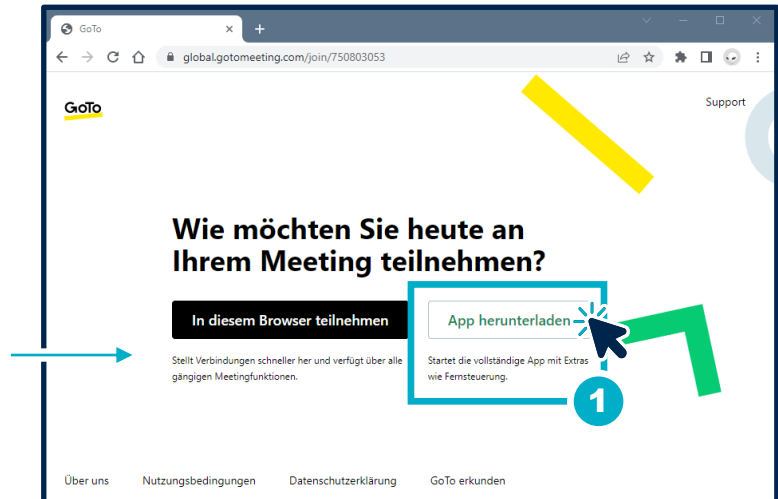 GoTo
global.gotomeeting.com/join/750803053
GoTo
Support
Wie möchten Sie heute an
Ihrem Meeting teilnehmen?
In diesem Browser teilnehmen
App herunterladen
Stellt Verbindungen schneller her und verfügt über alle
gängigen Meetingfunktionen.
Startet die vollständige App mit Extras
wie Fernsteuerung.
1
Über uns
Nutzungsbedingungen
Datenschutzerklärung
GoTo erkunden